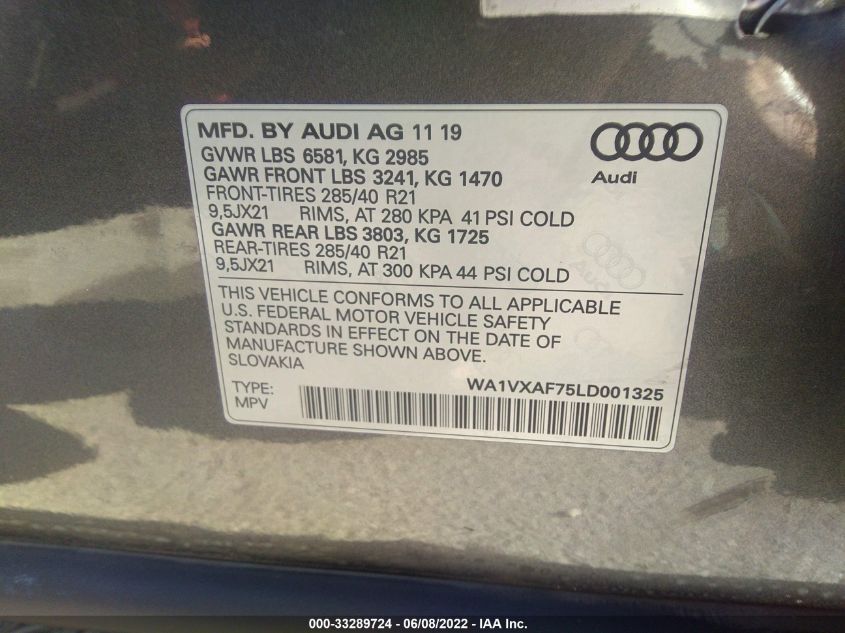 MFD. BY AUDI AG 11 19
GVWR LBS 6581, KG 2985
GAWR FRONT LBS 3241, KG 1470
FRONT-TIRES 285/40 R21
9,5JX21 RIMS, AT 280 KPA 41 PSI COLD
GAWR REAR LBS 3803, KG 1725
REAR-TIRES 285/40 R21
9,5JX21 RIMS, AT 300 KPA 44 PSI COLD
Audi
THIS VEHICLE CONFORMS TO ALL APPLICABLE
U.S. FEDERAL MOTOR VEHICLE SAFETY
STANDARDS IN EFFECT ON THE DATE OF
MANUFACTURE SHOWN ABOVE.
SLOVAKIA
WA1VXAF75LD001325
TYPE:
MPV
000-33289724 - 06/08/2022 - IAA Inc.